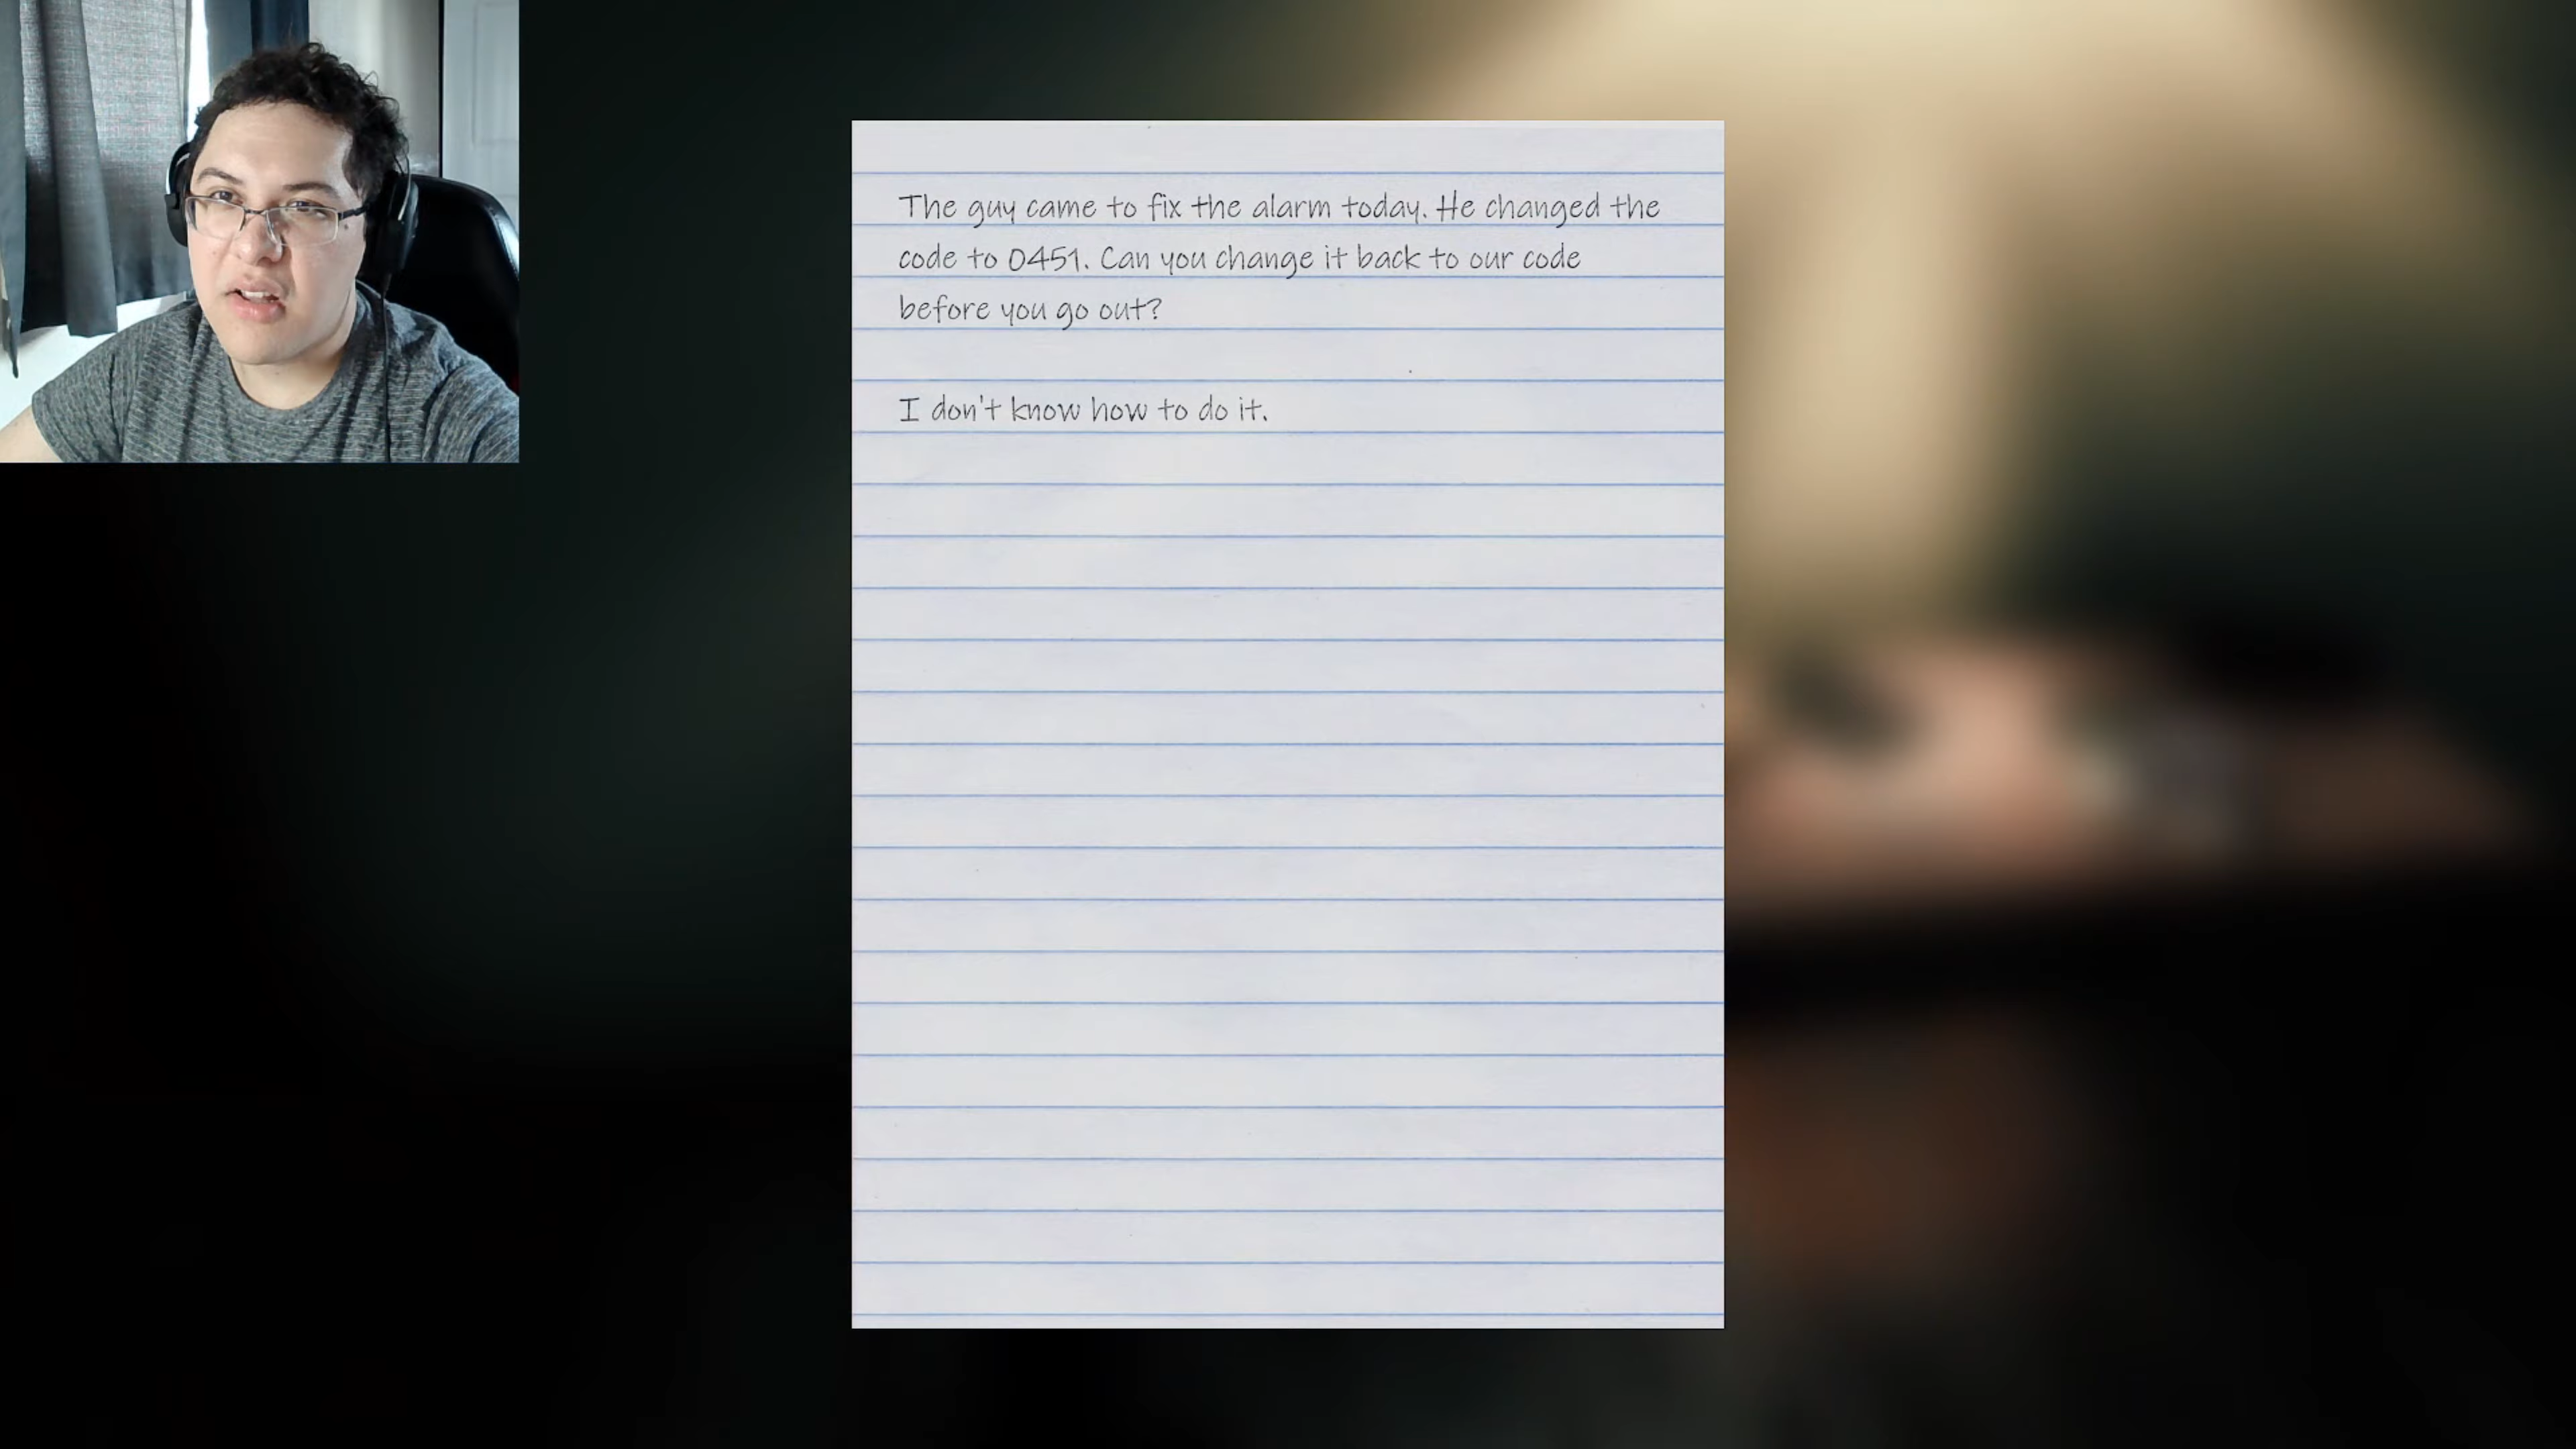 The guy came to fix the alarm today. He changed the
code to 0451. Can you change it back to our code
before you go out?
I don't know how to do it.